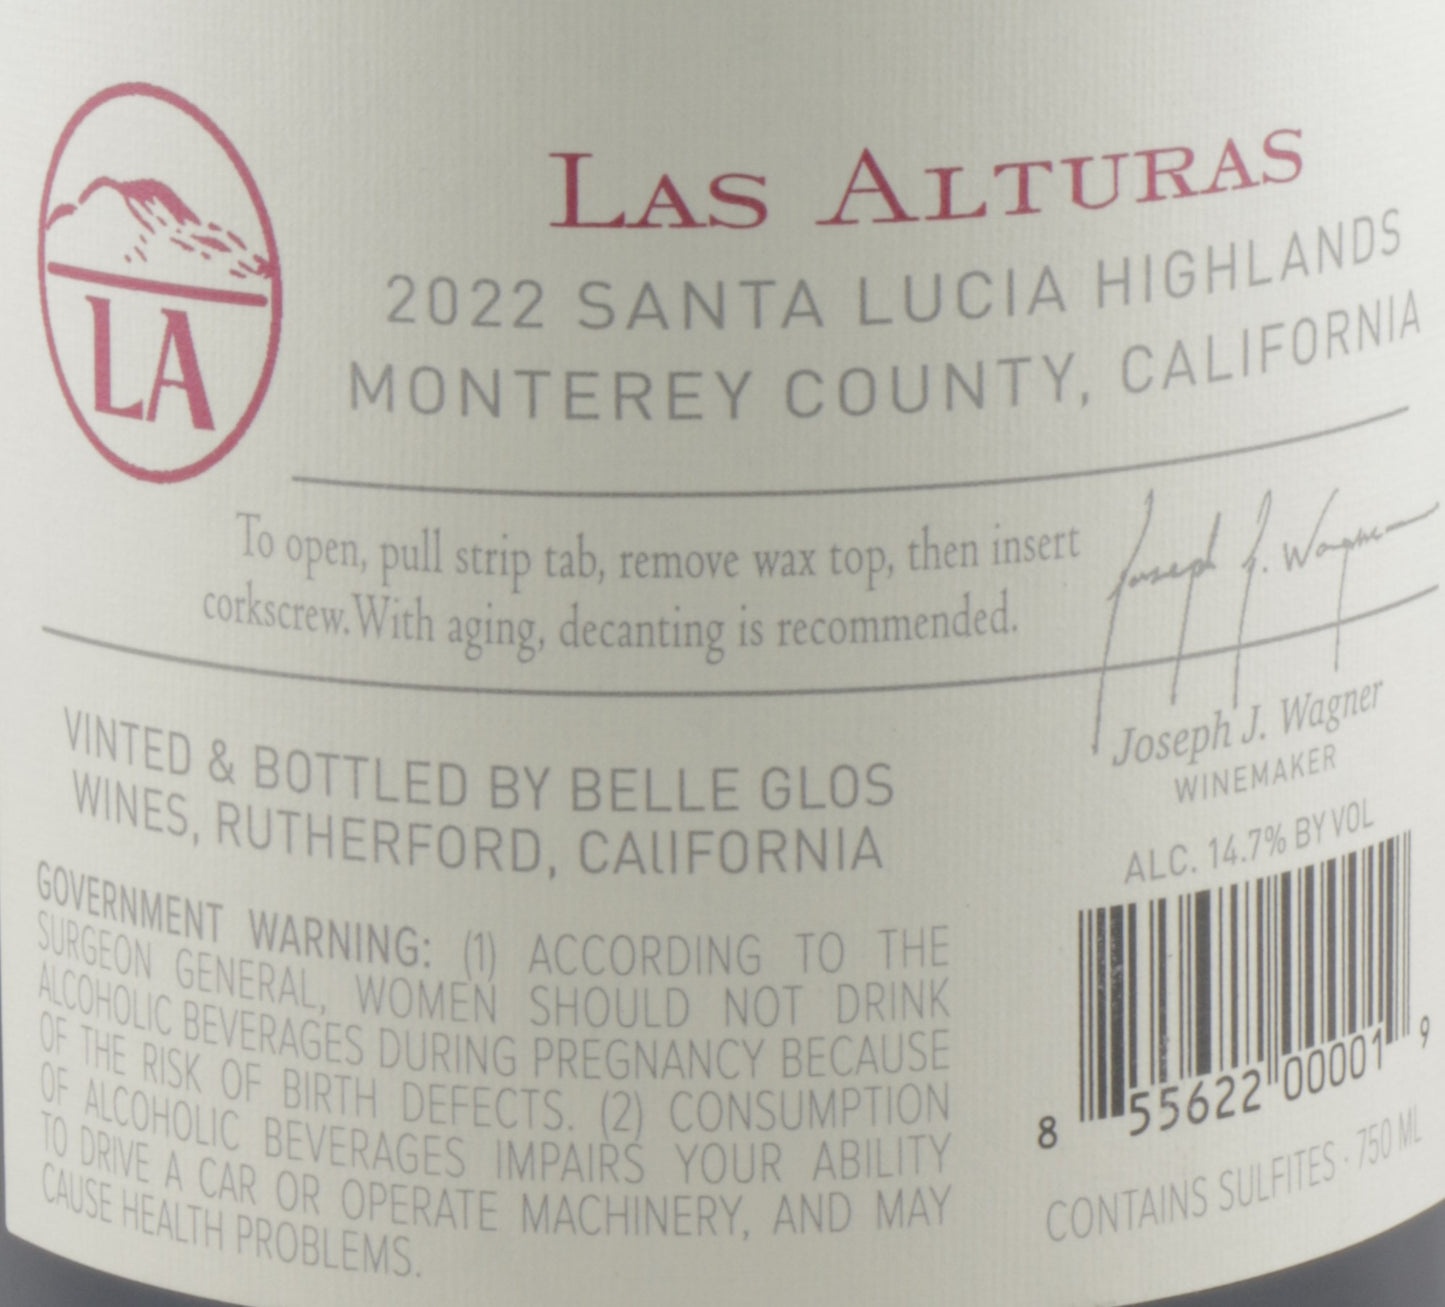 LA
LAS ALTURAS
2022 SANTA LUCIA HIGHLANDS
MONTEREY COUNTY, CALIFORNIA
To open, pull strip tab, remove wax top, then insert
corkscrew.With aging, decanting is recommended.
Joseph J. Wagner
Joseph J. Wagner
WINEMAKER
VINTED & BOTTLED BY BELLE GLOS
WINES, RUTHERFORD, CAlIFORNIA
ALC. 14.7% BY VOL
GOVERNMENT WARNING: (1) ACCORDING TO THE
SURGEON GENERAL, WOMEN SHOULD NOT DRINK
ALCOHOLIC BEVERAGES DURING PREGNANCY BECAUSE
OF THE RISK OF BIRTH DEFECTS. (2) CONSUMPTION
OF ALCOHOLIC BEVERAGES IMPAIRS YOUR ABILITY
TO DRIVE A CAR OR OPERATE MACHINERY, AND MAY
CAUSE HEALTH PROBLEMS.
8 55622 00001 9
CONTAINS SULFITES · 750 ML